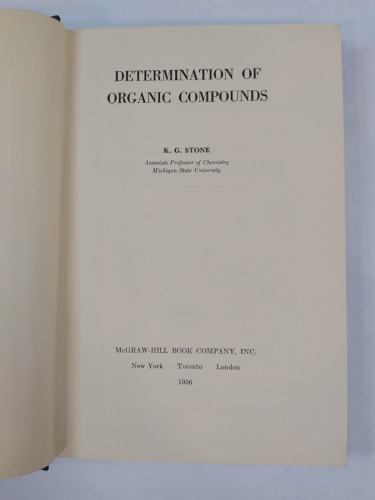 DETERMINATION OF
ORGANIC COMPOUNDS
K. G. STONE
Associate Professor of Chemistry
Michigan State University
McGRAW-HILL BOOK COMPANY, INC.
New York Toronto London
1956